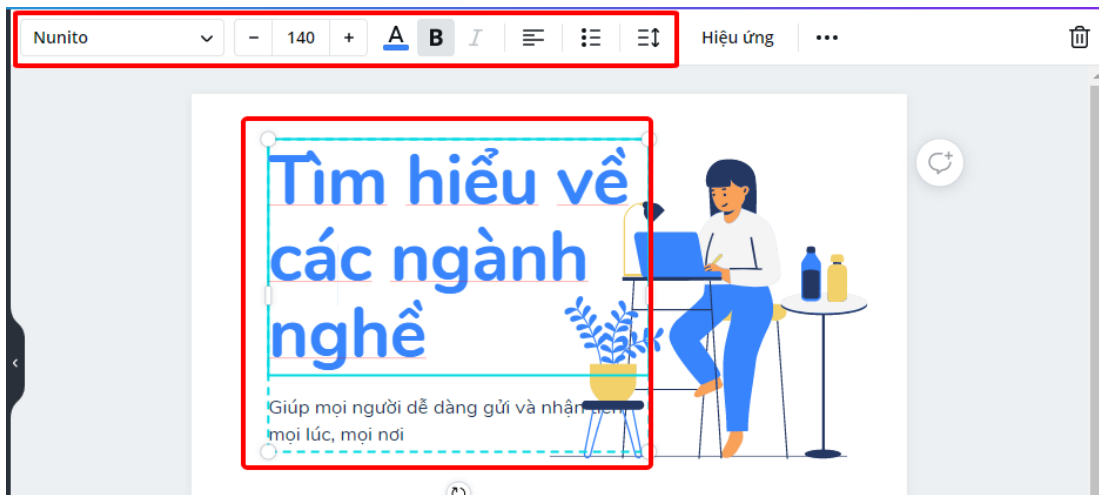 Nunito
– 140 + A B I
Hiệu ứng
Tìm hiểu về
các ngành
nghề
Giúp mọi người dễ dàng gửi và nhận tiền
mọi lúc, mọi nơi